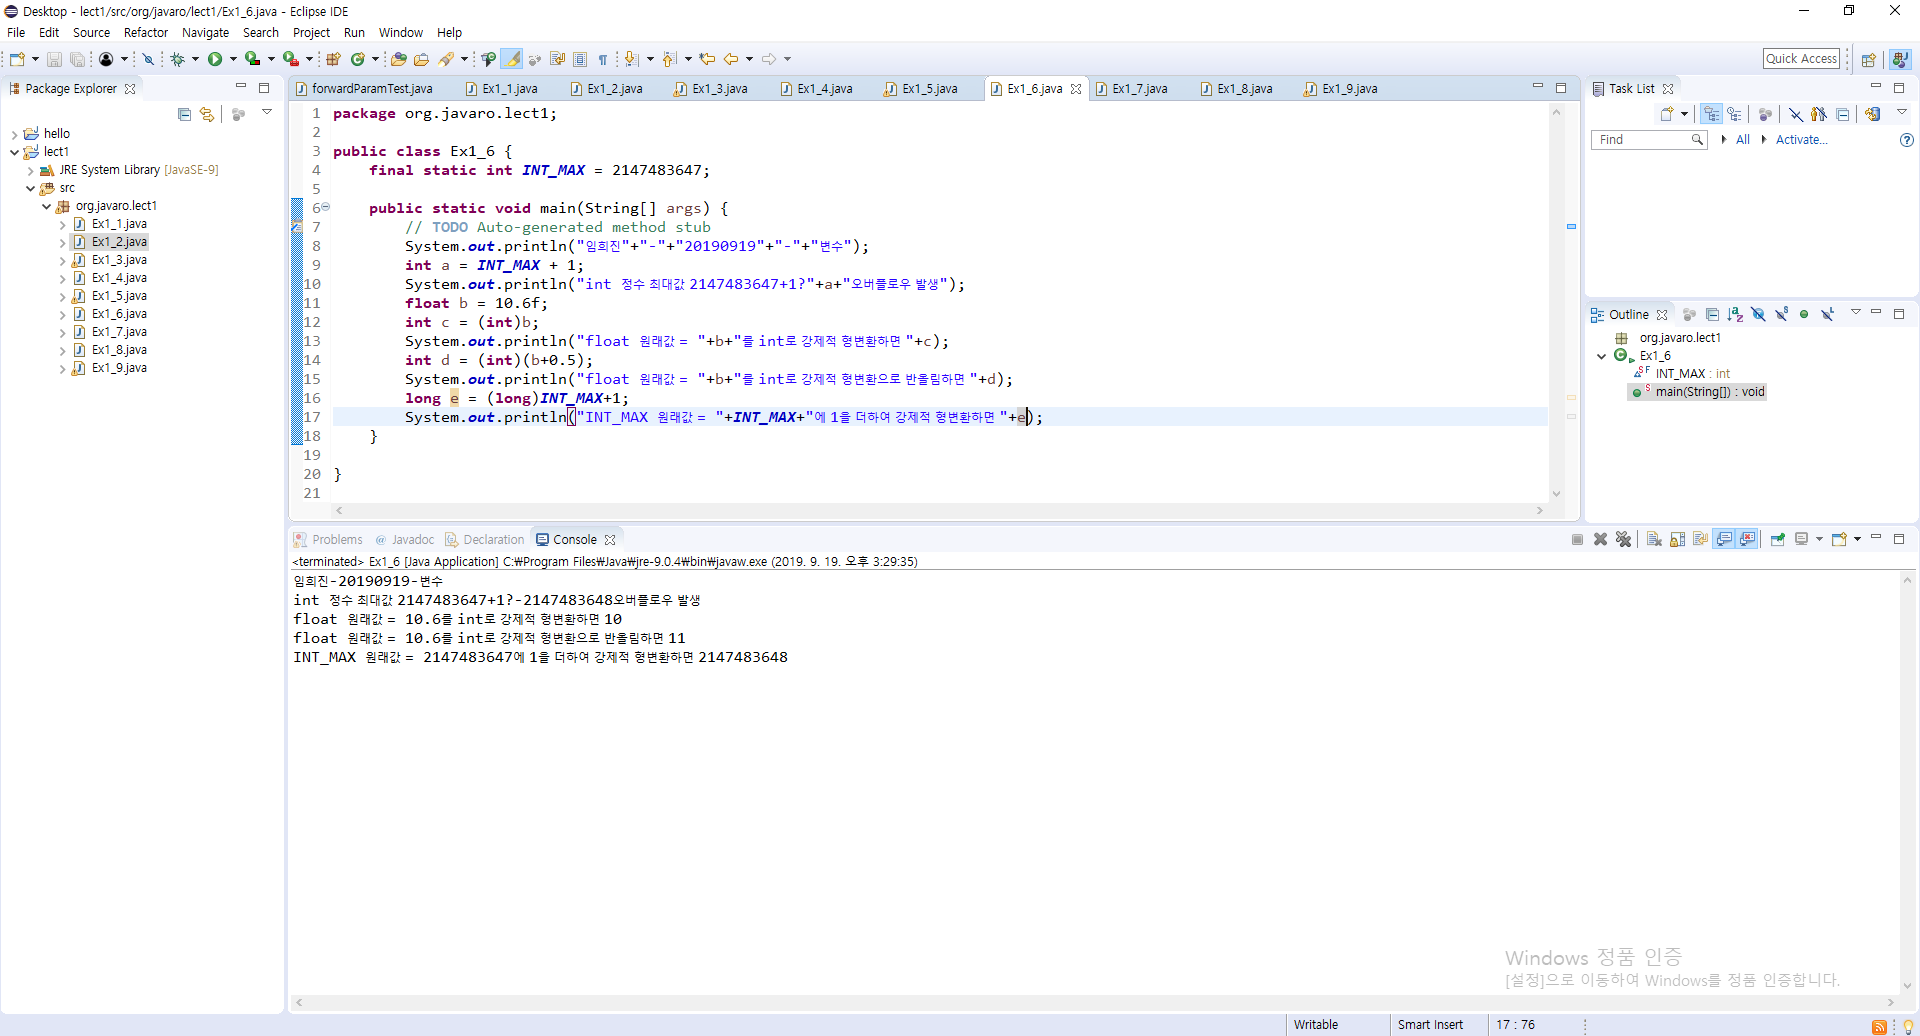 Desktop - lect1/src/org/javaro/lect1/Ex1_6.java - Eclipse IDE
File Edit Source Refactor Navigate Search Project Run Window Help
Quick Access
Package Explorer
hello
lect1
JRE System Library [JavaSE-9]
src
org.javaro.lect1
Ex1_1.java
Ex1_2.java
Ex1_3.java
Ex1_4.java
Ex1_5.java
Ex1_6.java
Ex1_7.java
Ex1_8.java
Ex1_9.java
forwardParamTest.java Ex1_1.java Ex1_2.java Ex1_3.java Ex1_4.java Ex1_5.java Ex1_6.java Ex1_7.java Ex1_8.java Ex1_9.java
1 package org.javaro.lect1;
2
3 public class Ex1_6 {
4 final static int INT_MAX = 2147483647;
5
6 public static void main(String[] args) {
7 // TODO Auto-generated method stub
8 System.out.println("임희진"+"-"+"20190919"+"-"+"변수");
9 int a = INT_MAX + 1;
10 System.out.println("int 정수 최대값 2147483647+1?"+a+"오버플로우 발생");
11 float b = 10.6f;
12 int c = (int)b;
13 System.out.println("float 원래값 = "+b+"를 int로 강제적 형변환하면 "+c);
14 int d = (int)(b+0.5);
15 System.out.println("float 원래값 = "+b+"를 int로 강제적 형변환으로 반올림하면 "+d);
16 long e = (long)INT_MAX+1;
17 System.out.println("INT_MAX 원래값 = "+INT_MAX+"에 1을 더하여 강제적 형변환하면 "+e);
18 }
19
20 }
21
Task List
Find All Activate...
Outline
org.javaro.lect1
Ex1_6
INT_MAX : int
main(String[]) : void
Problems @ Javadoc Declaration Console
<terminated> Ex1_6 [Java Application] C:₩Program Files₩Java₩jre-9.0.4₩bin₩javaw.exe (2019. 9. 19. 오후 3:29:35)
임희진-20190919-변수
int 정수 최대값 2147483647+1?-2147483648오버플로우 발생
float 원래값 = 10.6를 int로 강제적 형변환하면 10
float 원래값 = 10.6를 int로 강제적 형변환으로 반올림하면 11
INT_MAX 원래값 = 2147483647에 1을 더하여 강제적 형변환하면 2147483648
Windows 정품 인증
[설정]으로 이동하여 Windows를 정품 인증합니다.
Writable Smart Insert 17 : 76